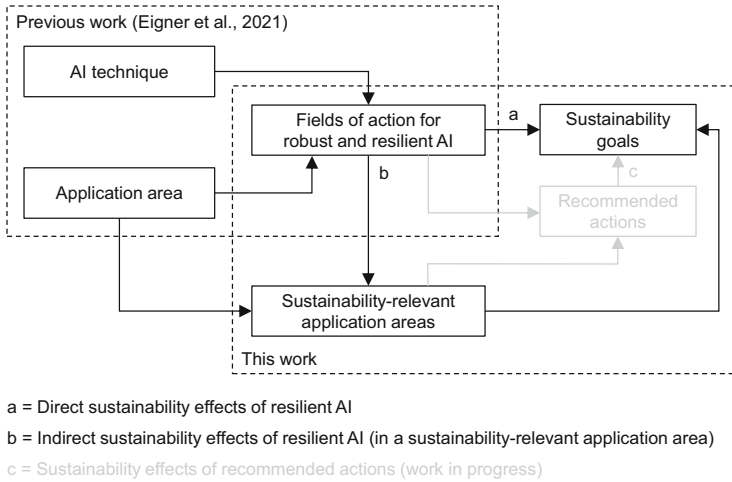 Previous work (Eigner et al., 2021)
AI technique
Fields of action for
robust and resilient AI
a
Sustainability
goals
b
c
Application area
Recommended
actions
Sustainability-relevant
application areas
This work
a = Direct sustainability effects of resilient AI
b = Indirect sustainability effects of resilient AI (in a sustainability-relevant application area)
c = Sustainability effects of recommended actions (work in progress)